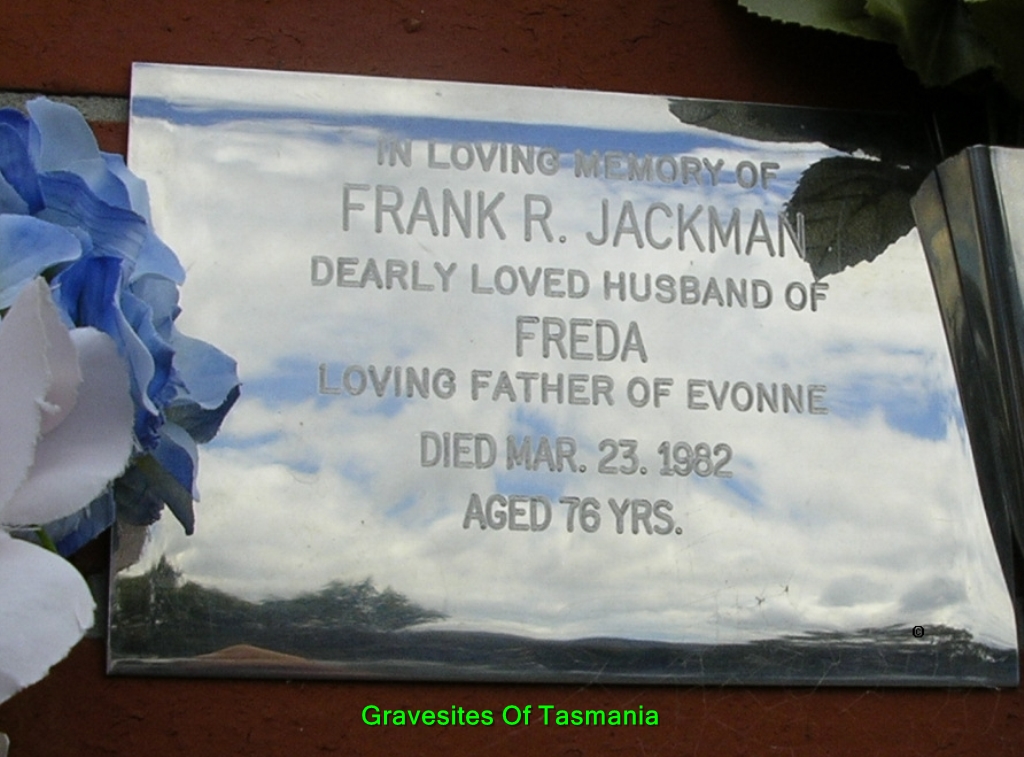 IN LOVING MEMORY OF
FRANK R. JACKMAN
DEARLY LOVED HUSBAND OF
FREDA
LOVING FATHER OF EVONNE
DIED MAR. 23. 1982
AGED 76 YRS.
©
Gravesites Of Tasmania